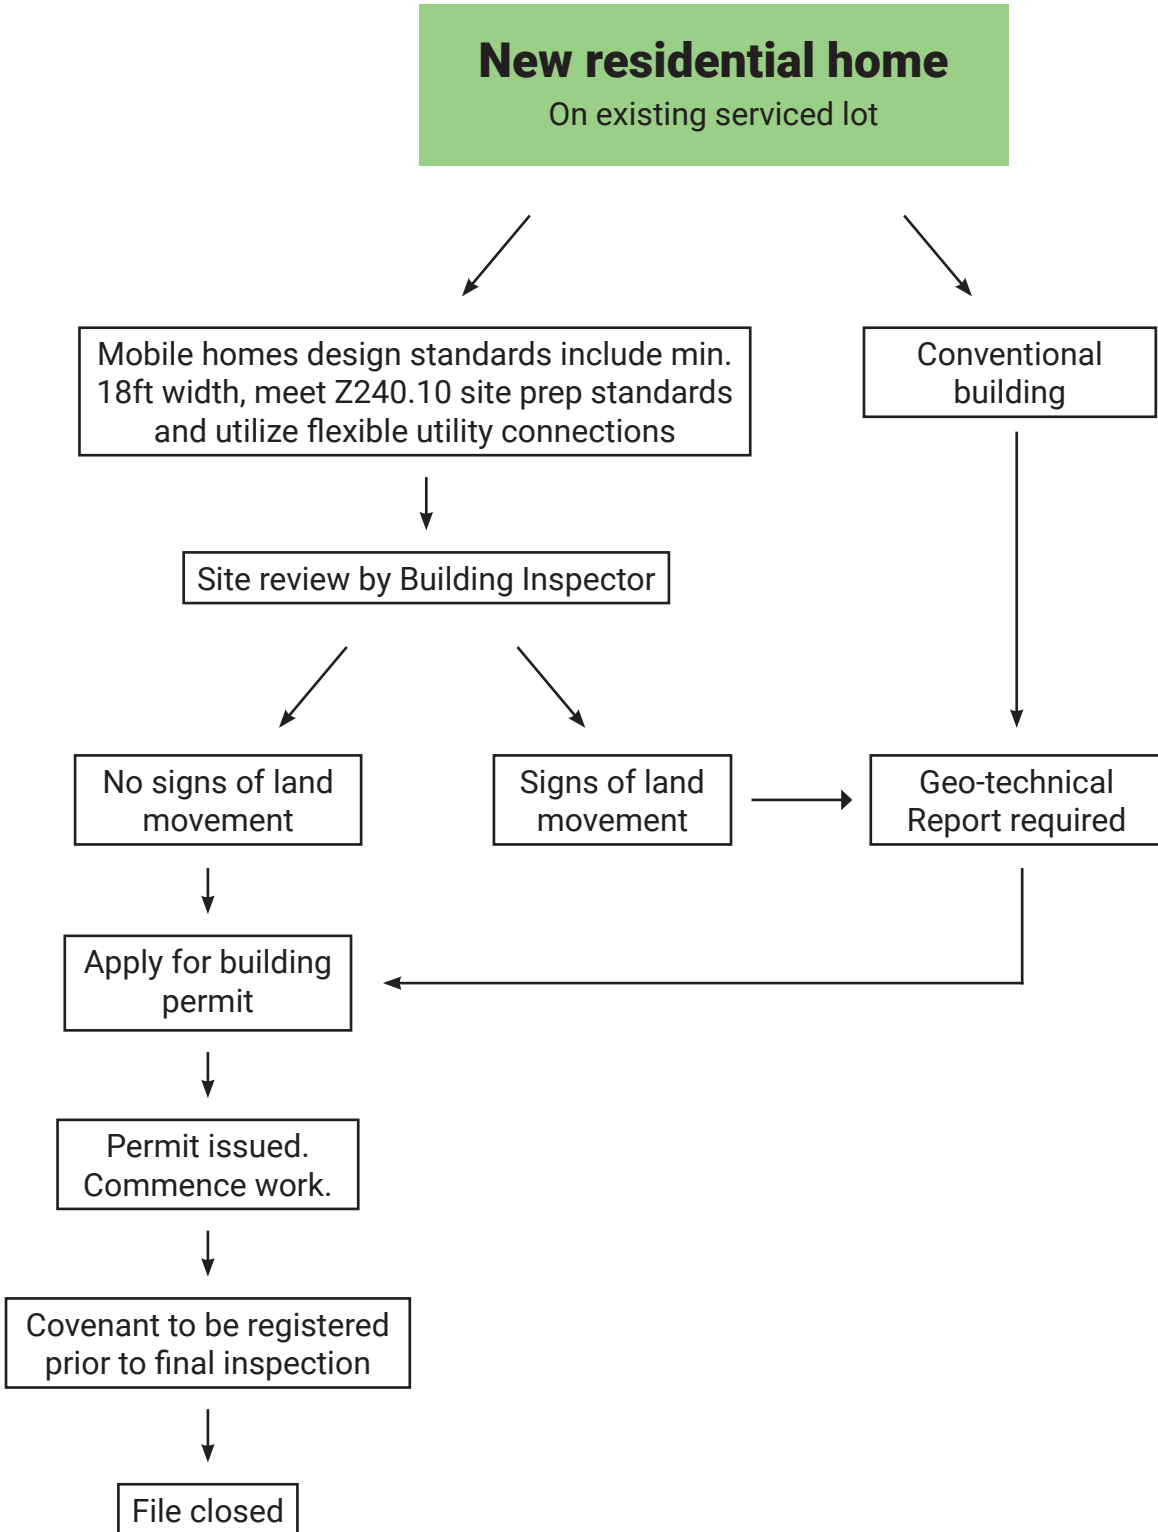 New residential home
On existing serviced lot
Mobile homes design standards include min.
18ft width, meet Z240.10 site prep standards
and utilize flexible utility connections
Conventional
building
Site review by Building Inspector
No signs of land
movement
Signs of land
movement
Geo-technical
Report required
Apply for building
permit
Permit issued.
Commence work.
Covenant to be registered
prior to final inspection
File closed